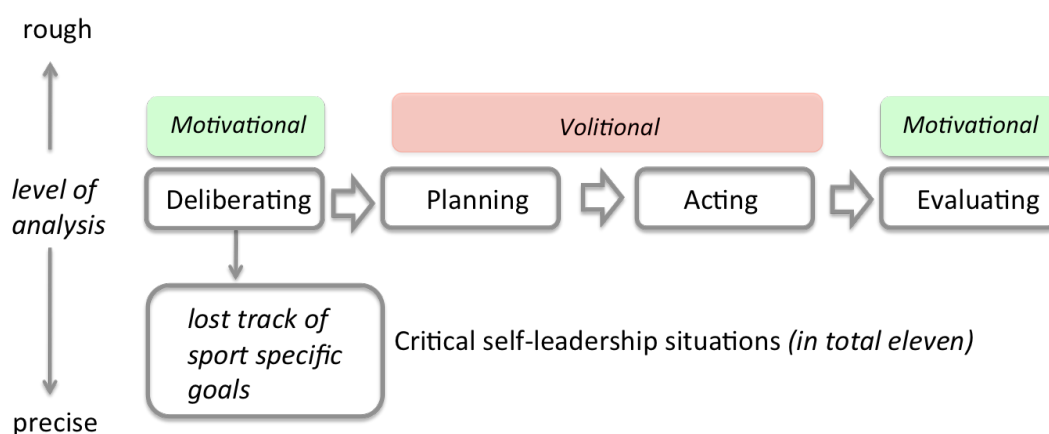 rough
Motivational
Volitional
Motivational
level of
analysis
Deliberating
Planning
Acting
Evaluating
lost track of
sport specific
goals
Critical self-leadership situations (in total eleven)
precise